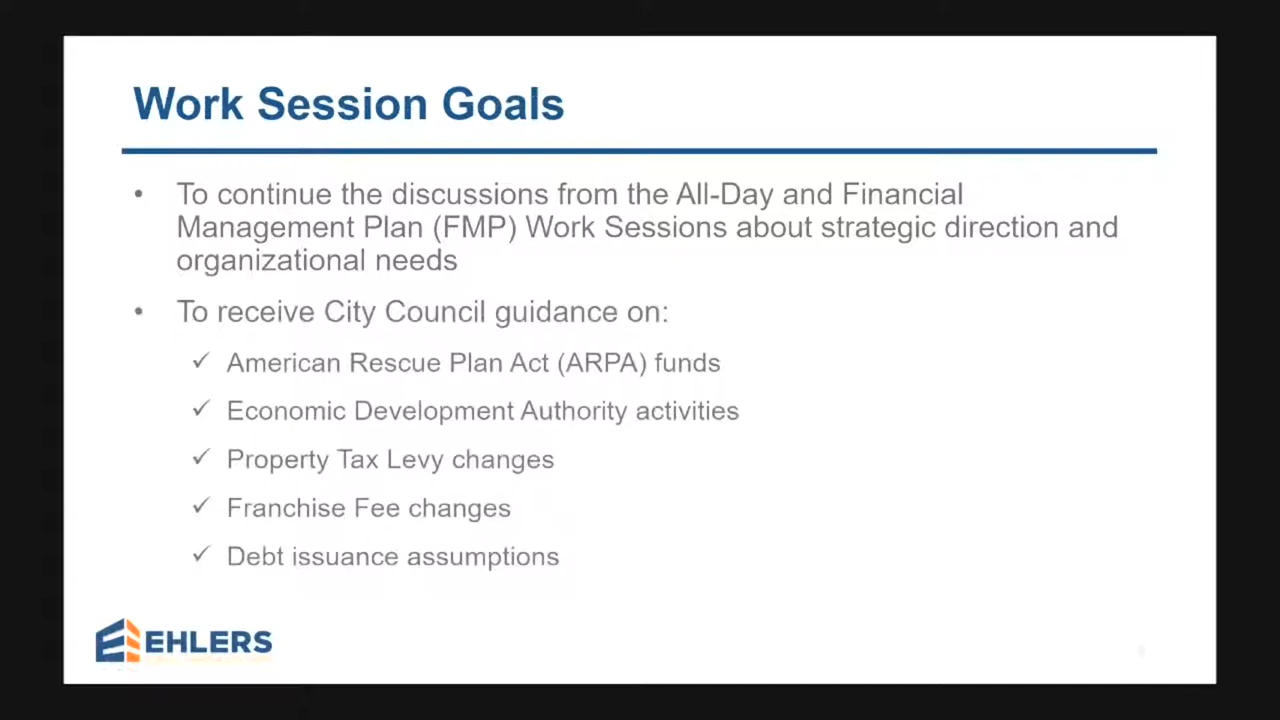 Work Session Goals
• To continue the discussions from the All-Day and Financial
Management Plan (FMP) Work Sessions about strategic direction and
organizational needs
• To receive City Council guidance on:
✓ American Rescue Plan Act (ARPA) funds
✓ Economic Development Authority activities
✓ Property Tax Levy changes
✓ Franchise Fee changes
✓ Debt issuance assumptions
EHLERS